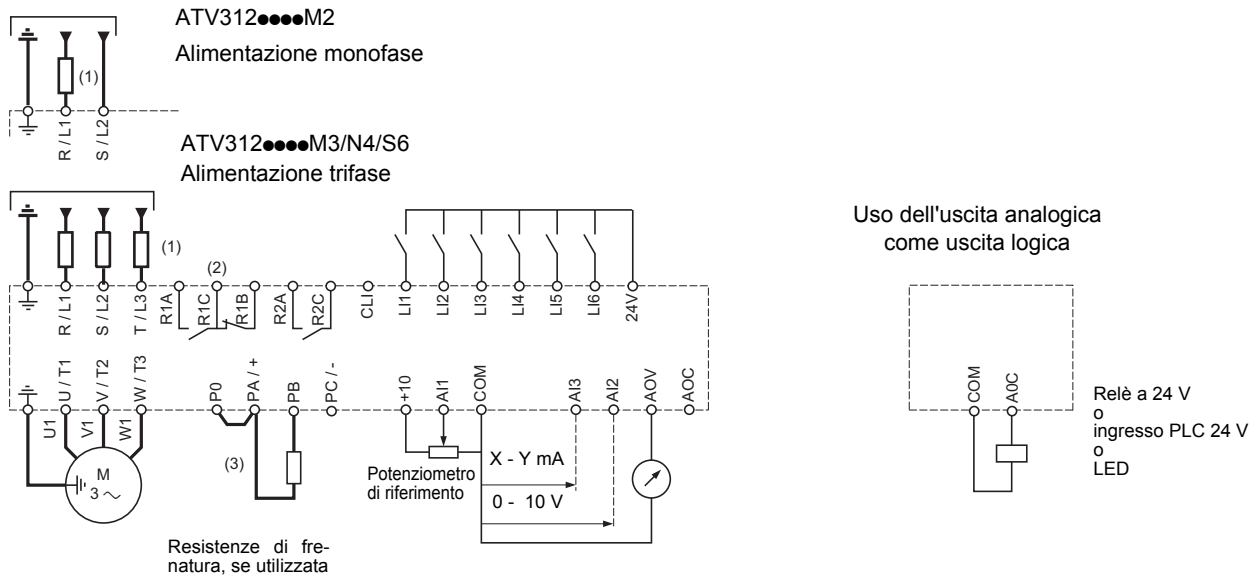 ATV312●●●●M2
Alimentazione monofase
(1)
R / L1
S / L2
ATV312●●●●M3/N4/S6
Alimentazione trifase
(1)
(2)
R / L1
S / L2
T / L3
R1A
R1C
R1B
R2A
R2C
CLI
LI1
LI2
LI3
LI4
LI5
LI6
24V
U / T1
V / T2
W / T3
P0
PA / +
PB
PC / -
+10
AI1
COM
AI3
AI2
AOV
AOC
U1
V1
W1
M
3 ~
(3)
Potenziometro
di riferimento
X - Y mA
0 - 10 V
Resistenze di fre-
natura, se utilizzata
Uso dell'uscita analogica
come uscita logica
COM
A0C
Relè a 24 V
o
ingresso PLC 24 V
o
LED